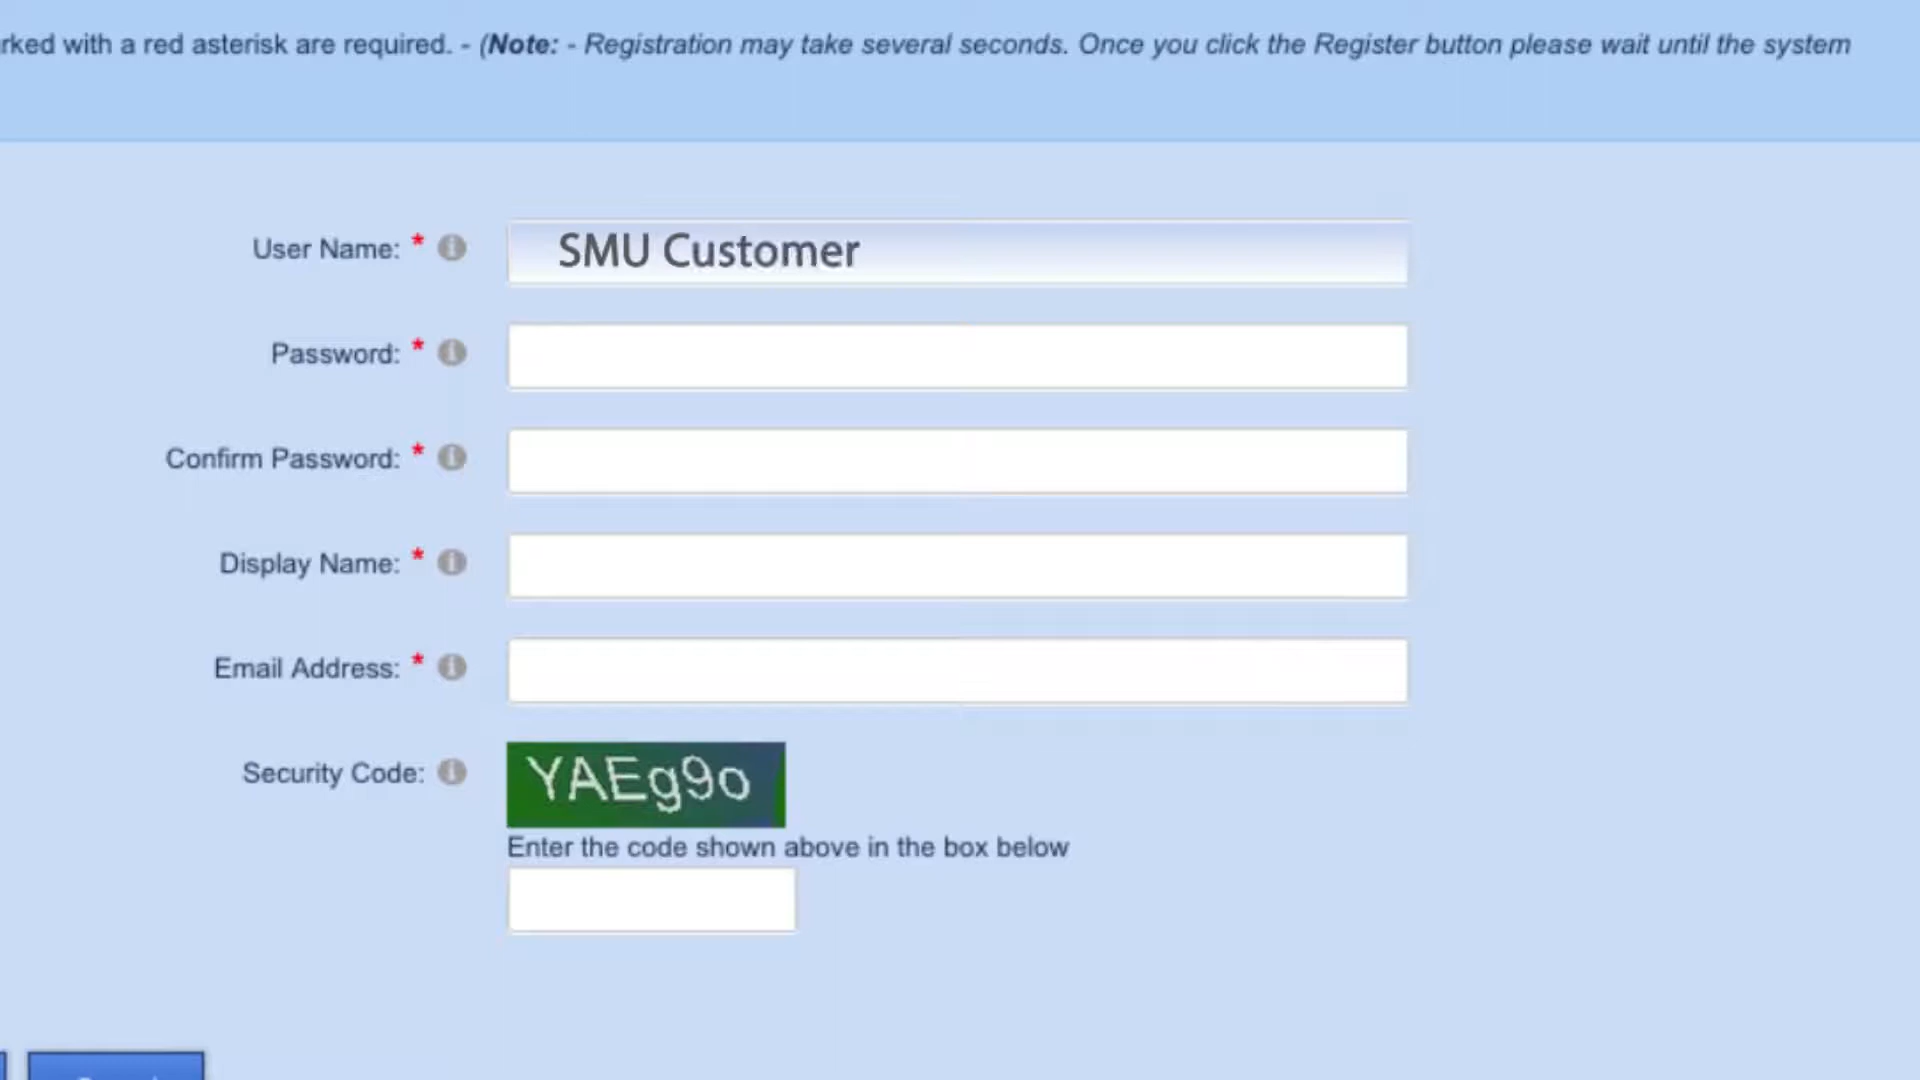 rked with a red asterisk are required. - (Note: - Registration may take several seconds. Once you click the Register button please wait until the system
User Name: *
SMU Customer
Password: *
Confirm Password: *
Display Name: *
Email Address: *
Security Code:
YAEg9o
Enter the code shown above in the box below